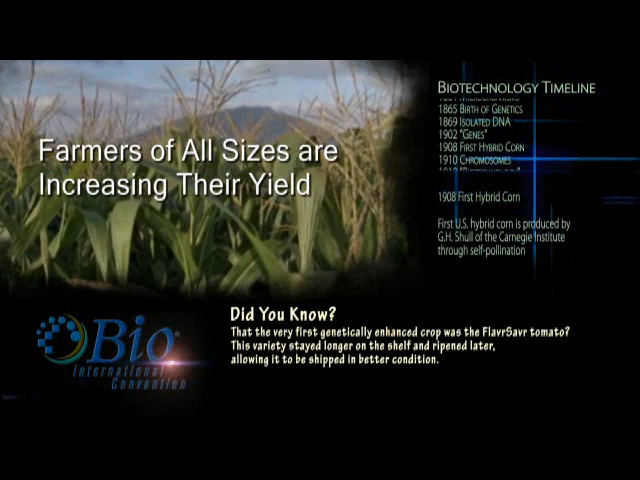 Farmers of All Sizes are
Increasing Their Yield
BIOTECHNOLOGY TIMELINE
1865 BIRTH OF GENETICS
1869 ISOLATED DNA
1902 "GENES"
1908 FIRST HYBRID CORN
1910 CHROMOSOMES
1908 First Hybrid Corn
First U.S. hybrid corn is produced by
G.H. Shull of the Carnegie Institute
through self-pollination
Did You Know?
That the very first genetically enhanced crop was the FlavrSavr tomato?
This variety stayed longer on the shelf and ripened later,
allowing it to be shipped in better condition.
Bio
International
Convention